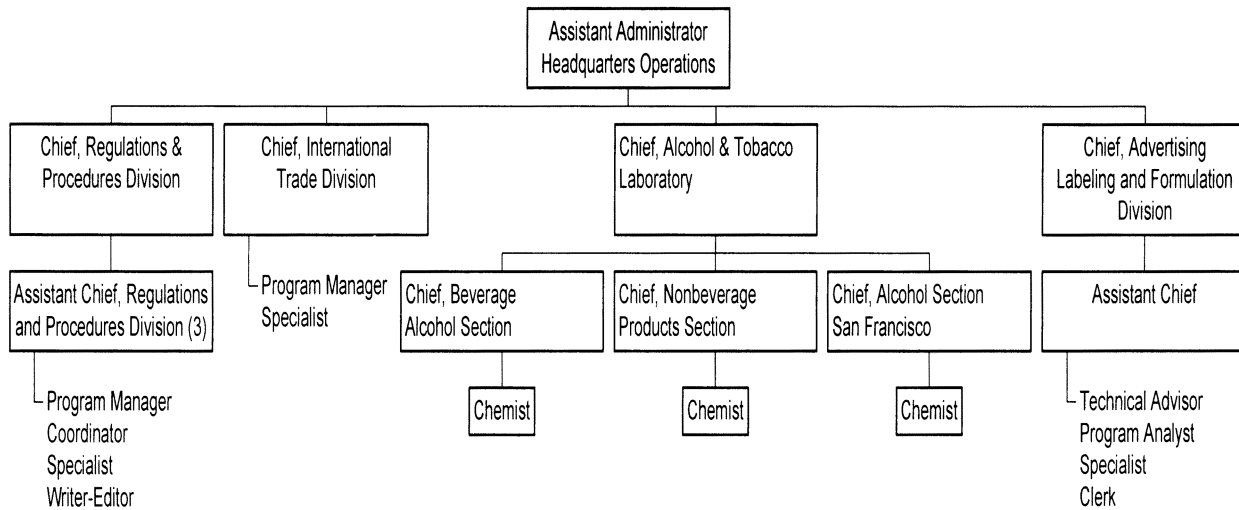 Assistant Administrator
Headquarters Operations
Chief, Regulations &
Procedures Division
Chief, International
Trade Division
Chief, Alcohol & Tobacco
Laboratory
Chief, Advertising
Labeling and Formulation
Division
Assistant Chief, Regulations
and Procedures Division (3)
Program Manager
Specialist
Chief, Beverage
Alcohol Section
Chief, Nonbeverage
Products Section
Chief, Alcohol Section
San Francisco
Assistant Chief
Program Manager
Coordinator
Specialist
Writer-Editor
Chemist
Chemist
Chemist
Technical Advisor
Program Analyst
Specialist
Clerk